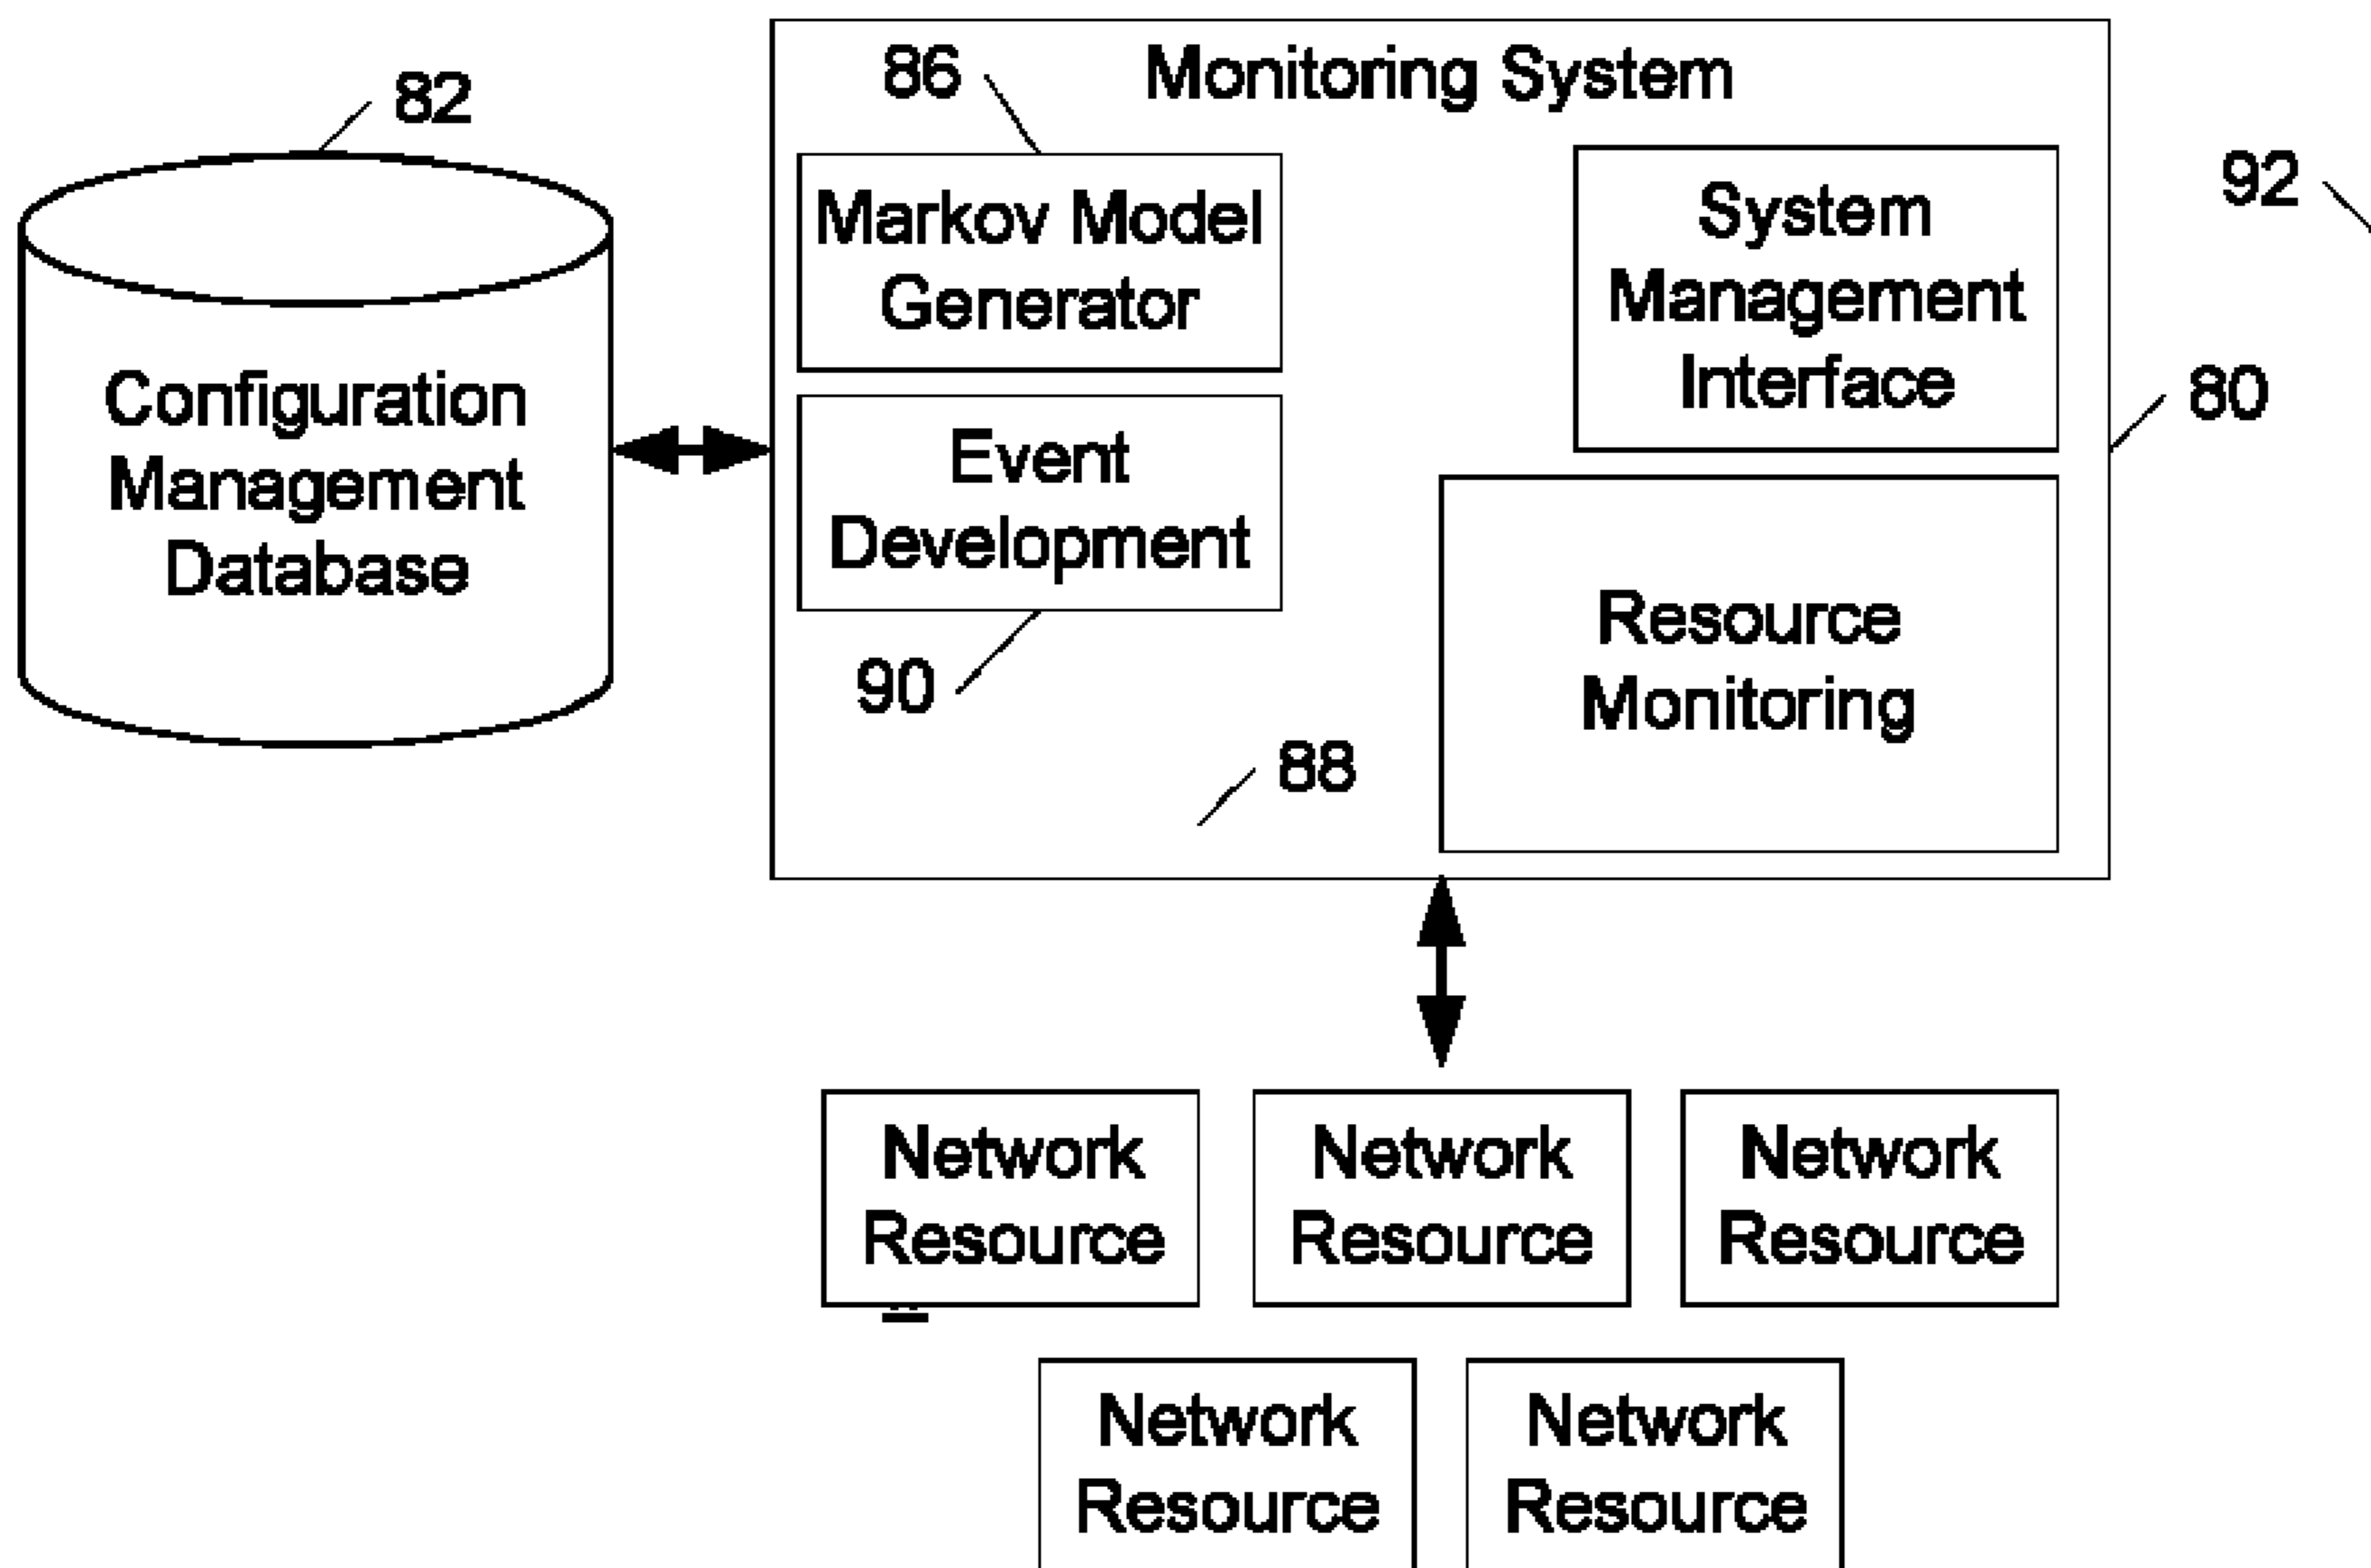 82
86
Monitoring System
92
Markov Model
Generator
System
Management
Interface
80
Configuration
Management
Database
Event
Development
90
Resource
Monitoring
88
Network
Resource
Network
Resource
Network
Resource
Network
Resource
Network
Resource